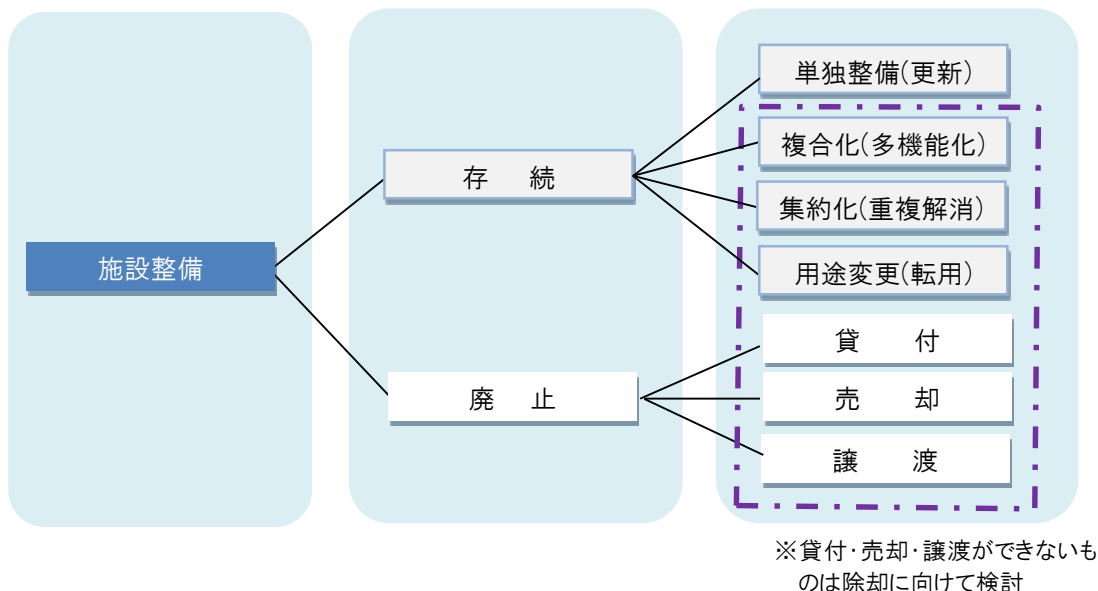 施設整備
存　続
廃　止
単独整備(更新)
複合化(多機能化)
集約化(重複解消)
用途変更(転用)
貸　付
売　却
譲　渡
※貸付・売却・譲渡ができないも
のは除却に向けて検討